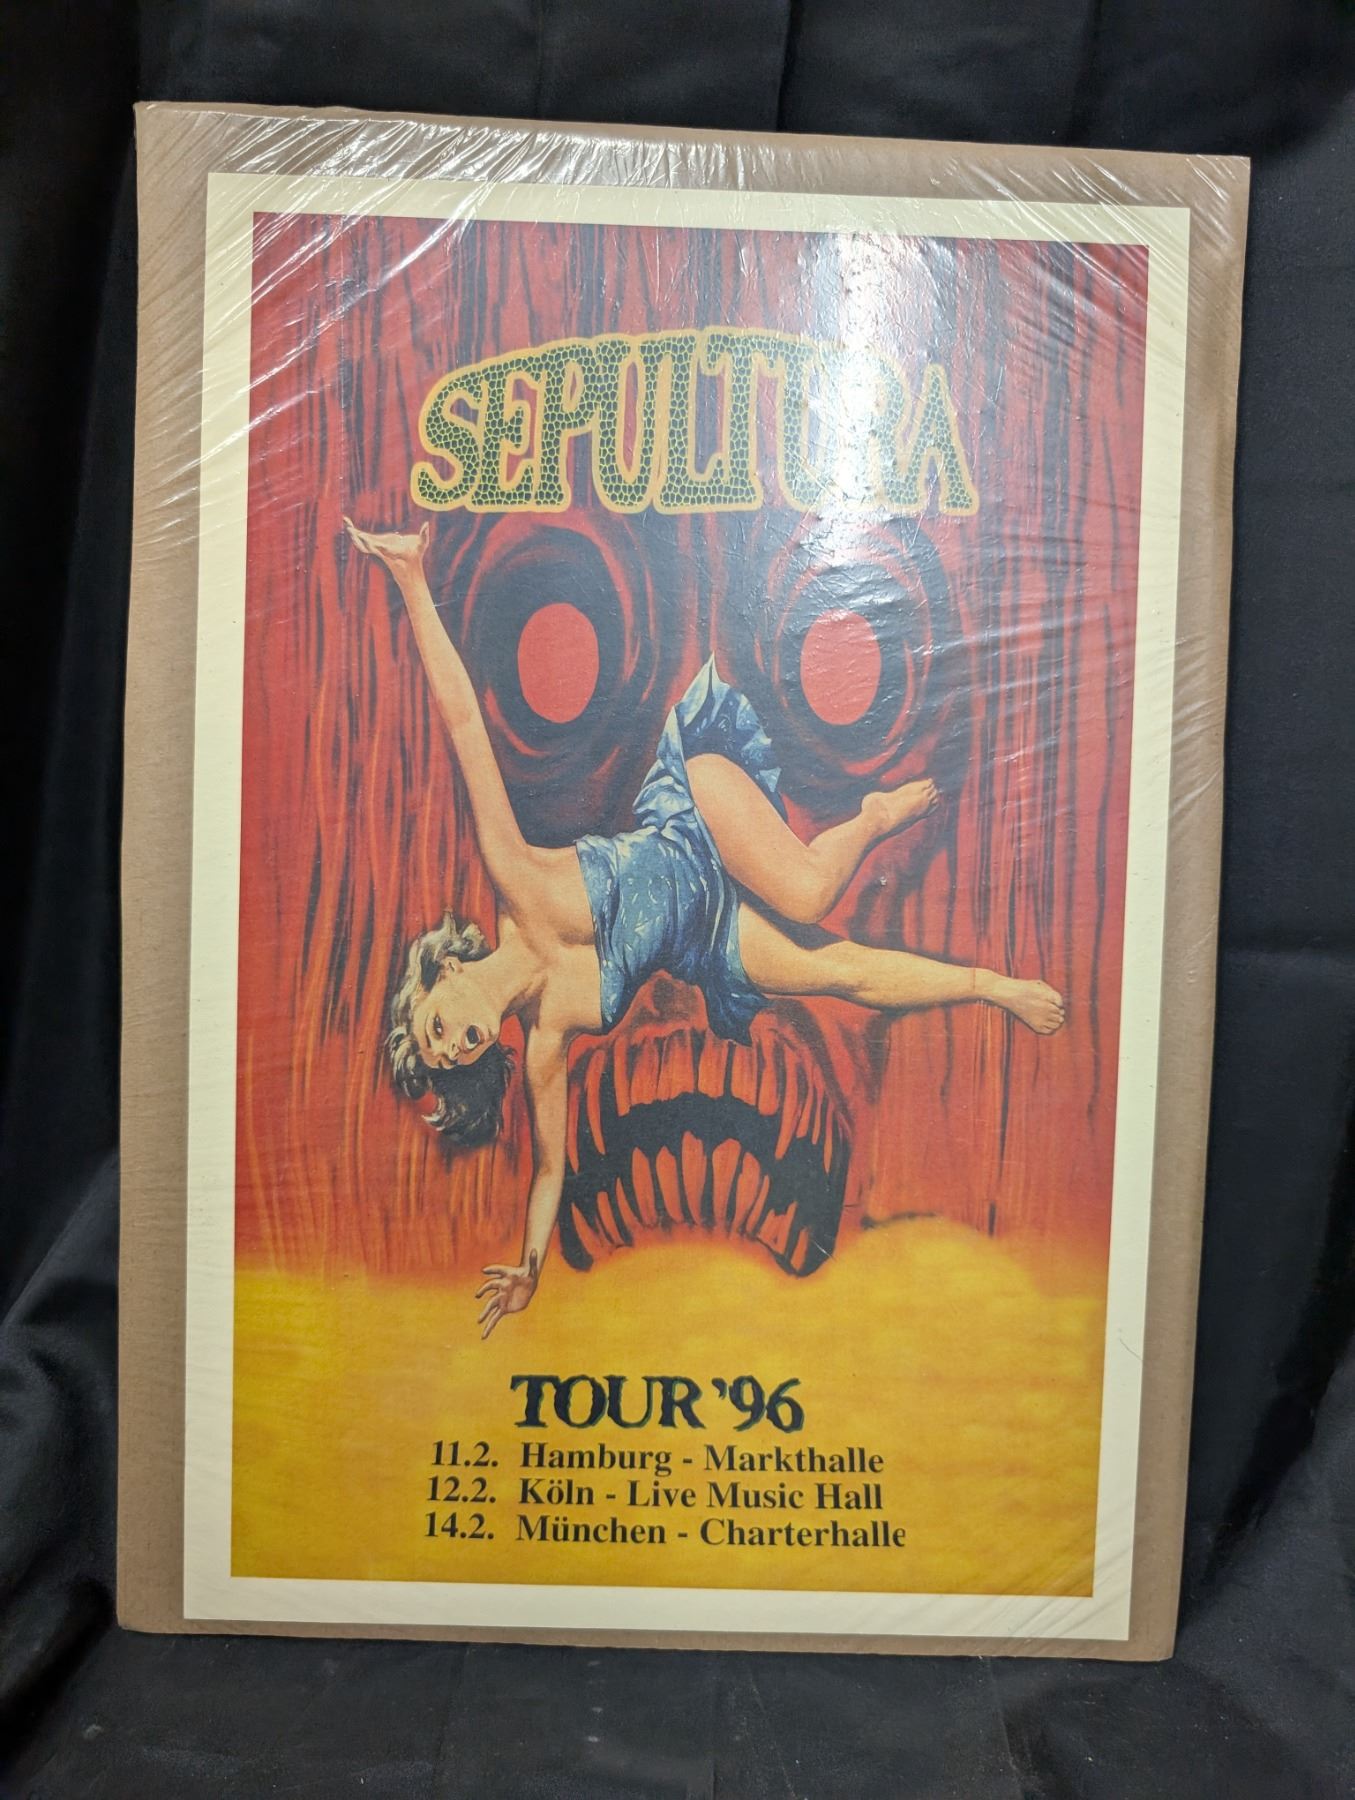 SEPULTURA
TOUR '96
11.2. Hamburg - Markthalle
12.2. Köln - Live Music Hall
14.2. München - Charterhalle